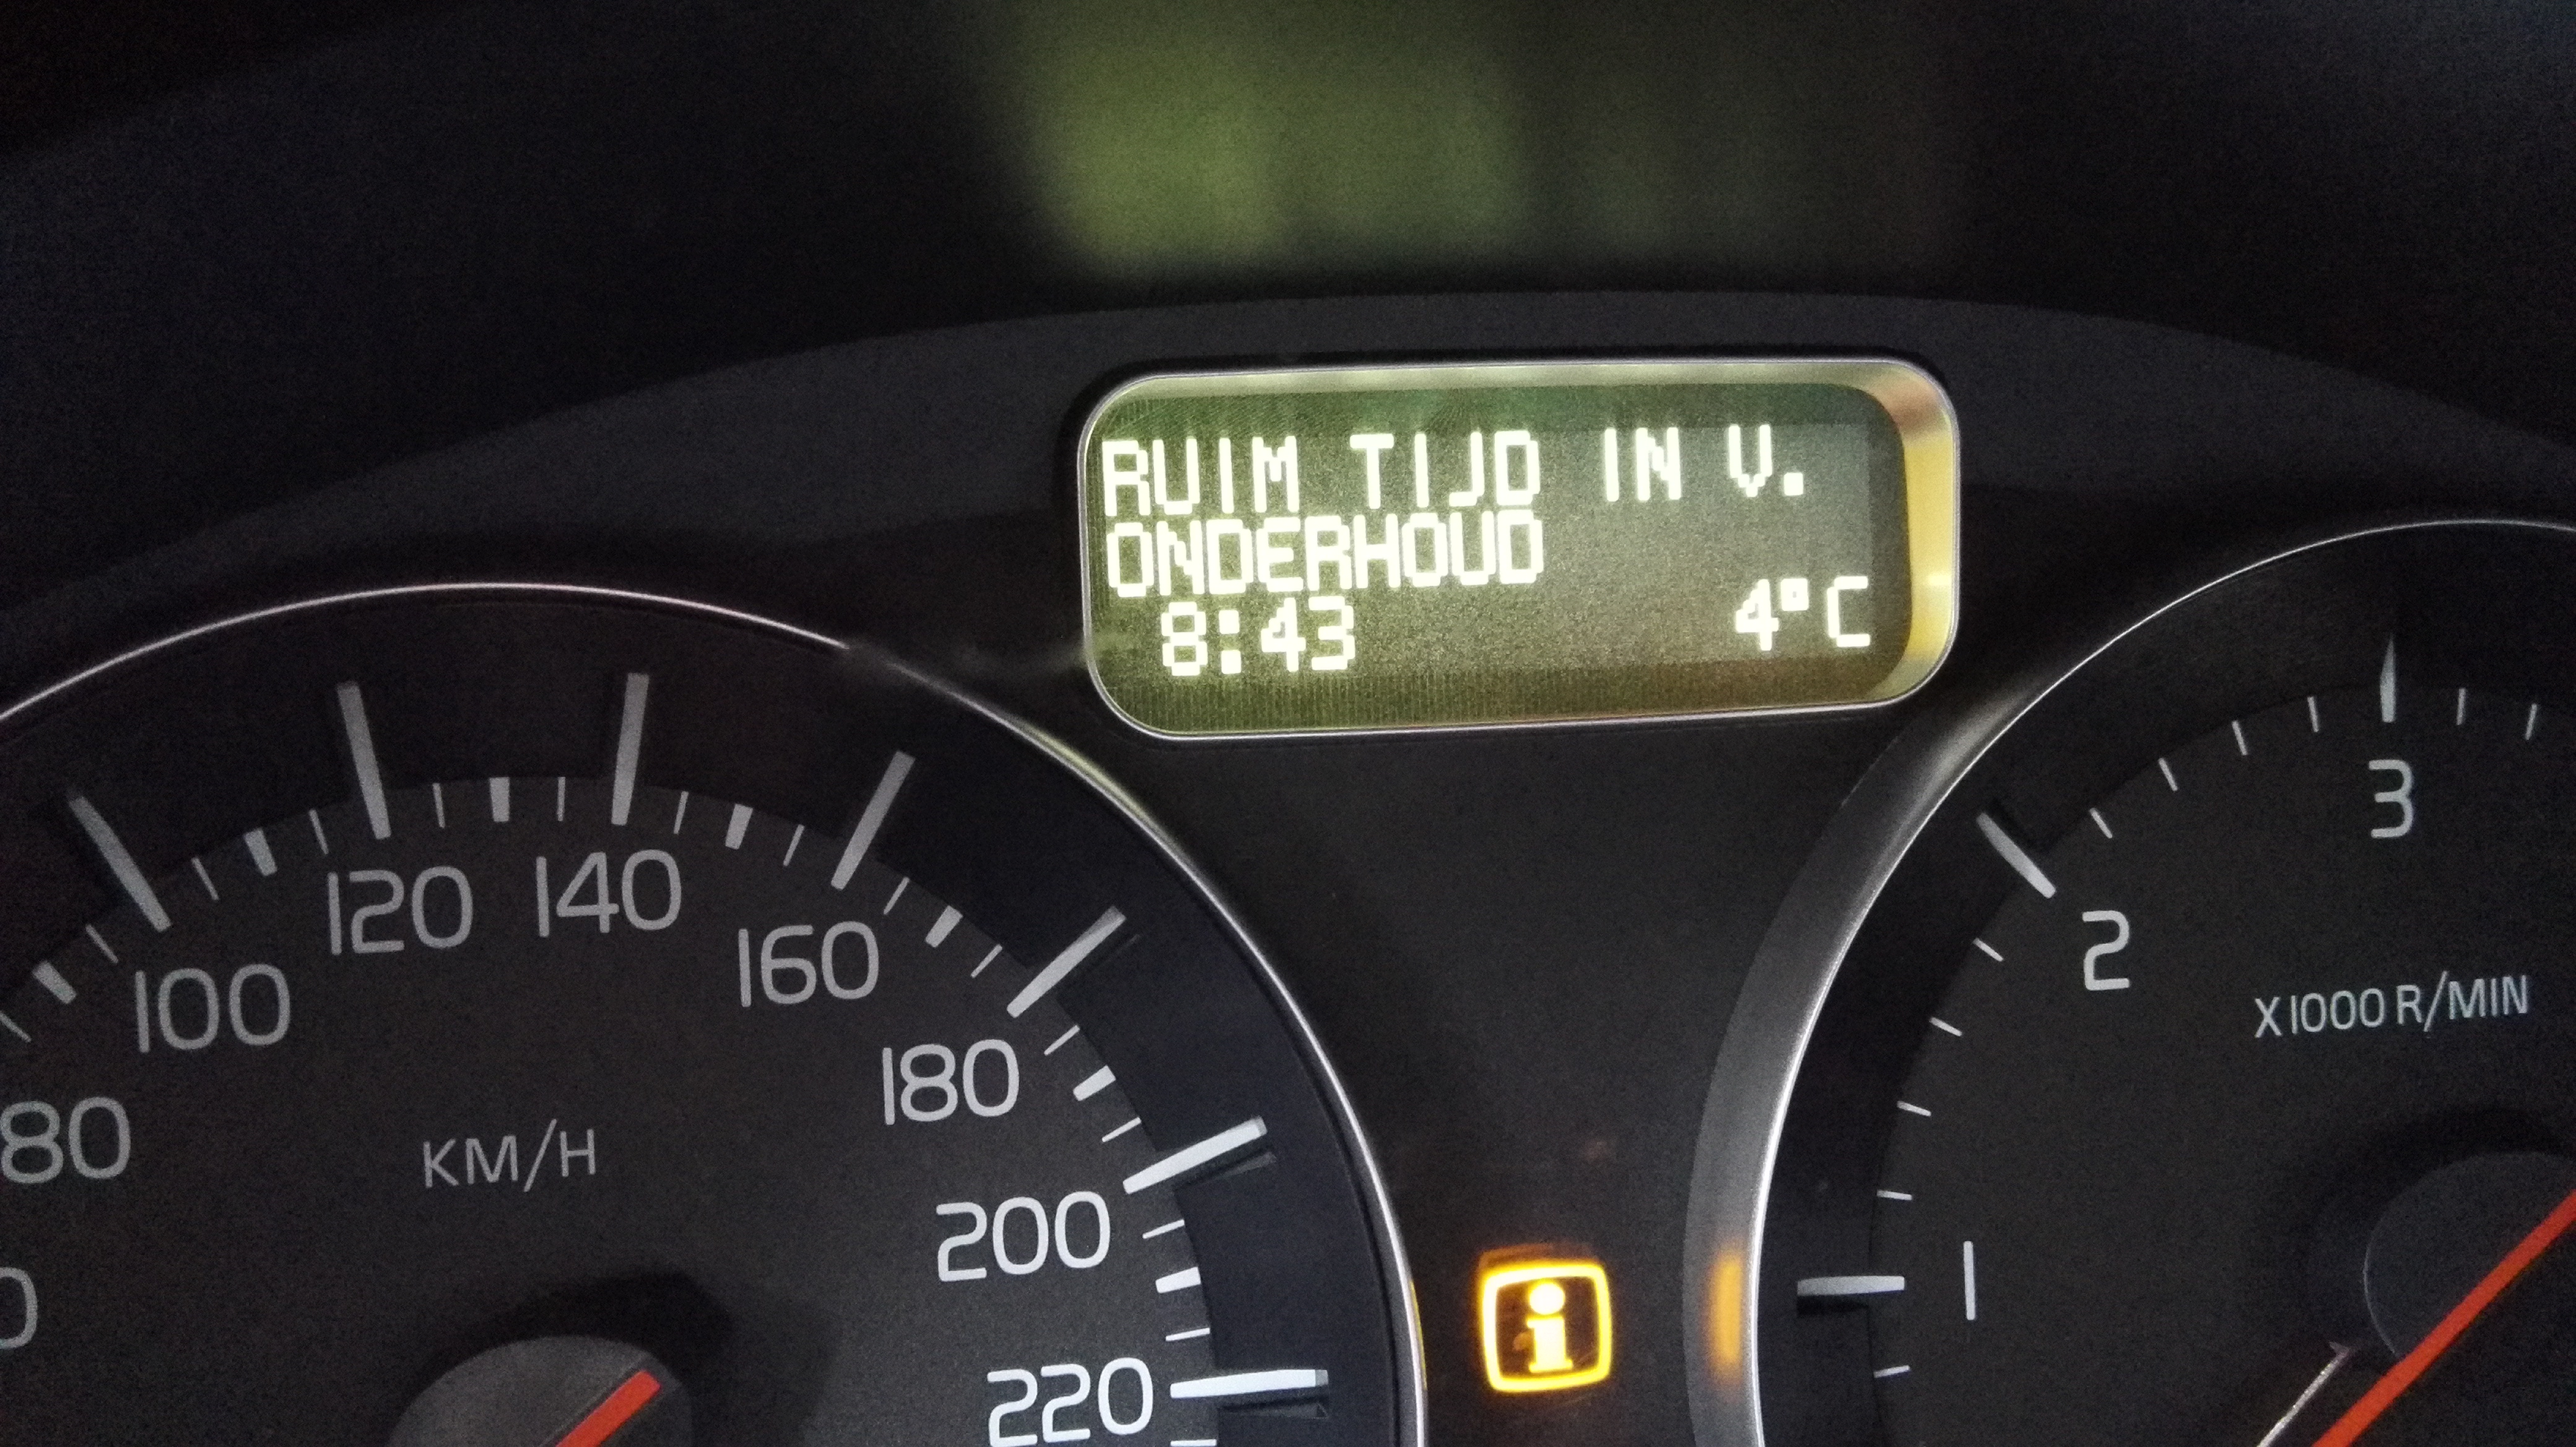 RUIM TIJD IN V.
ONDERHOUD
8:43 4°C
80
100
120
140
160
180
200
220
KM/H
1
2
3
X1000 R/MIN
i